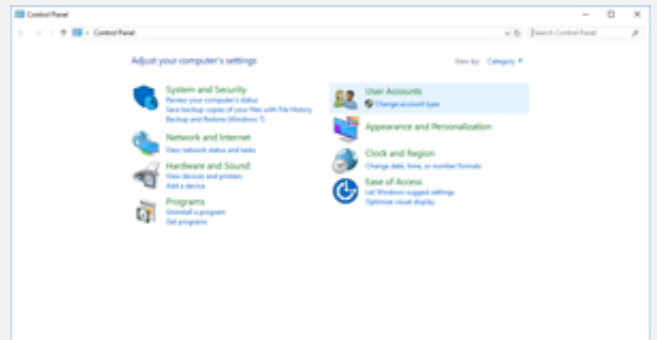 Control Panel
Control Panel
Search Control Panel
Adjust your computer's settings
View by: Category
System and Security
Review your computer's status
Save backup copies of your files with File History
Backup and Restore (Windows 7)
Network and Internet
View network status and tasks
Hardware and Sound
View devices and printers
Add a device
Programs
Uninstall a program
Get programs
User Accounts
Change account type
Appearance and Personalization
Clock and Region
Change date, time, or number formats
Ease of Access
Let Windows suggest settings
Optimize visual display